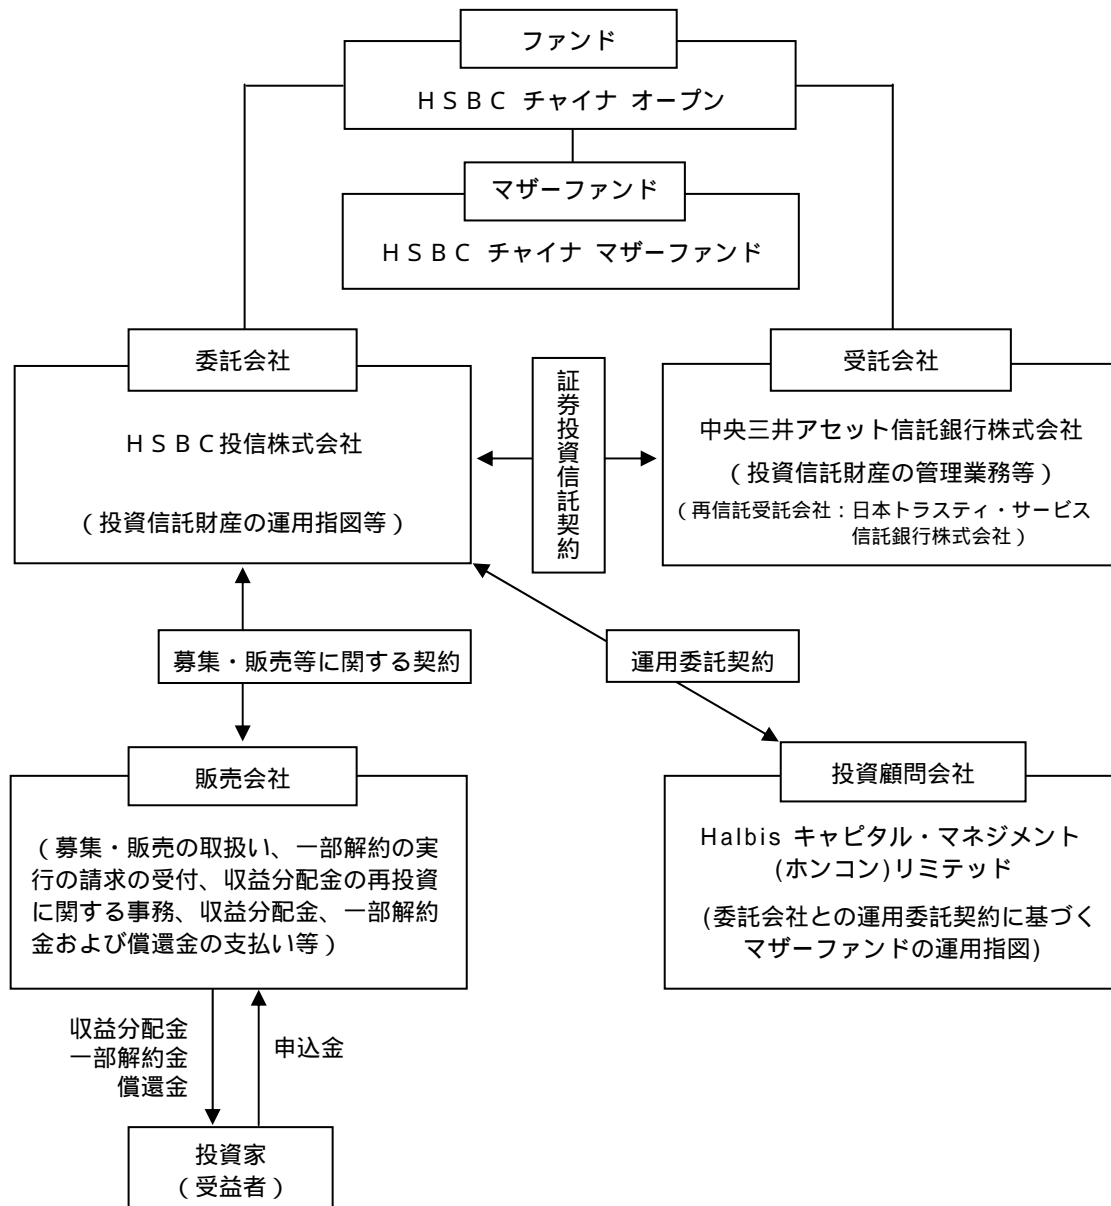 ファンド
HSBC チャイナ オープン
マザーファンド
HSBC チャイナ マザーファンド
委託会社
HSBC投信株式会社
(投資信託財産の運用指図等)
証券投資信託契約
受託会社
中央三井アセット信託銀行株式会社
(投資信託財産の管理業務等)
(再信託受託会社:日本トラスティ・サービス
信託銀行株式会社)
募集・販売等に関する契約
運用委託契約
販売会社
(募集・販売の取扱い、一部解約の実
行の請求の受付、収益分配金の再投資
に関する事務、収益分配金、一部解約
金および償還金の支払い等)
投資顧問会社
Halbis キャピタル・マネジメント
(ホンコン)リミテッド
(委託会社との運用委託契約に基づく
マザーファンドの運用指図)
収益分配金
一部解約金
償還金
申込金
投資家
(受益者)